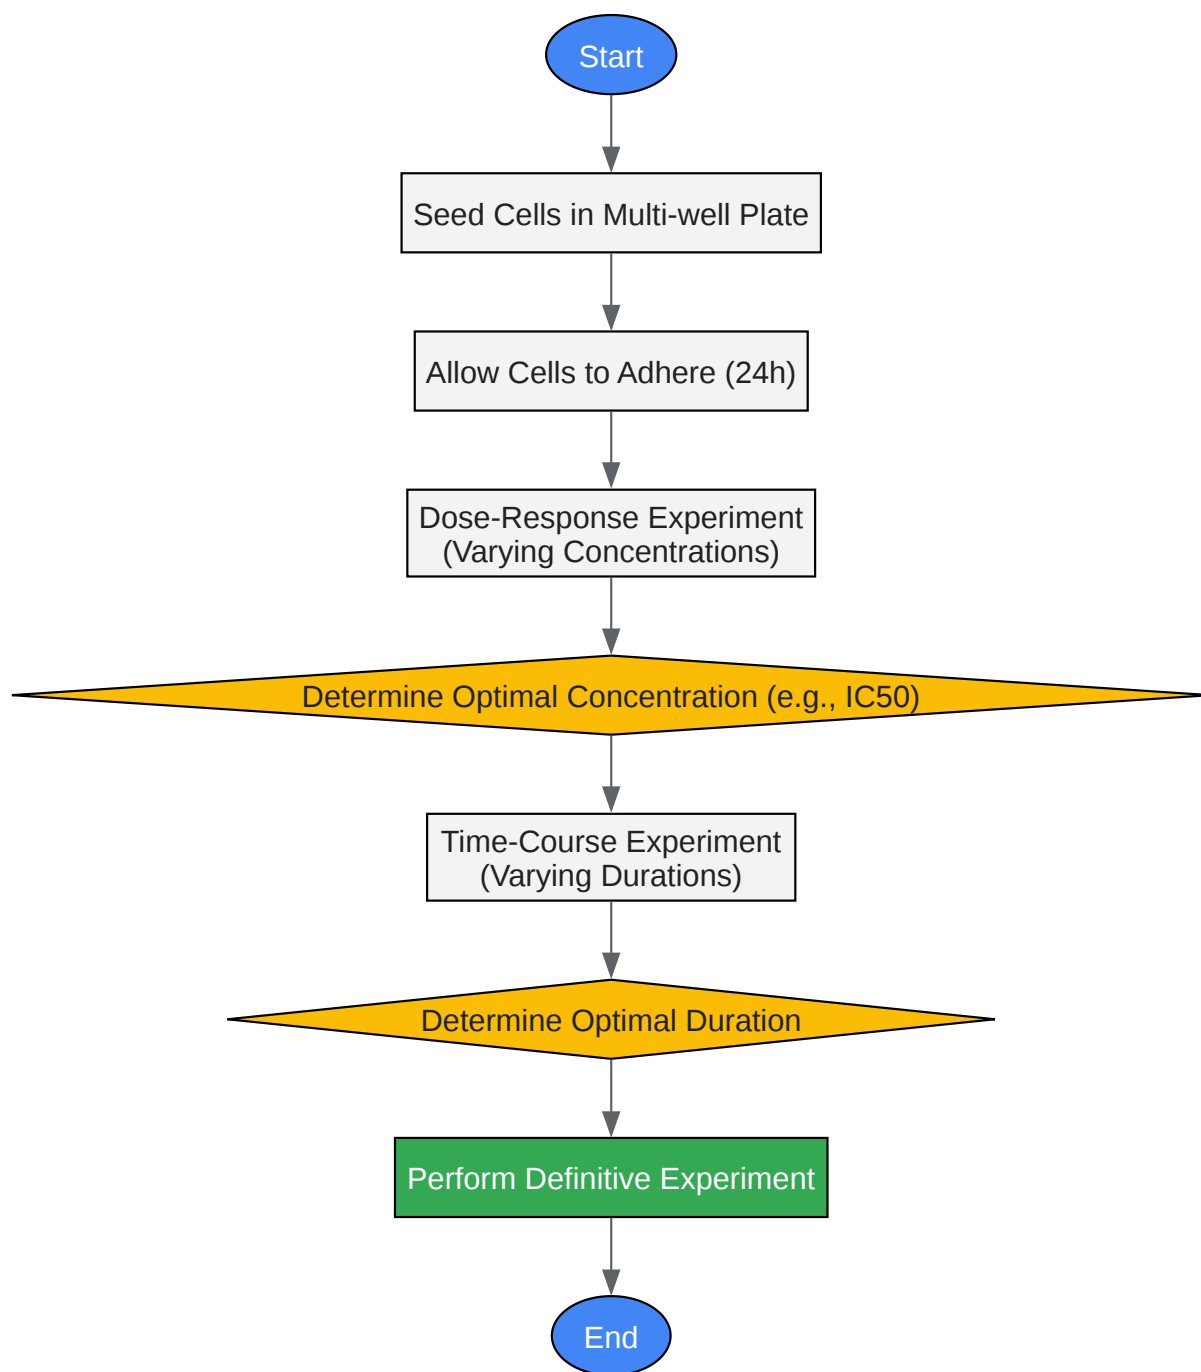 Start
Seed Cells in Multi-well Plate
Allow Cells to Adhere (24h)
Dose-Response Experiment
(Varying Concentrations)
Determine Optimal Concentration (e.g., IC50)
Time-Course Experiment
(Varying Durations)
Determine Optimal Duration
Perform Definitive Experiment
End